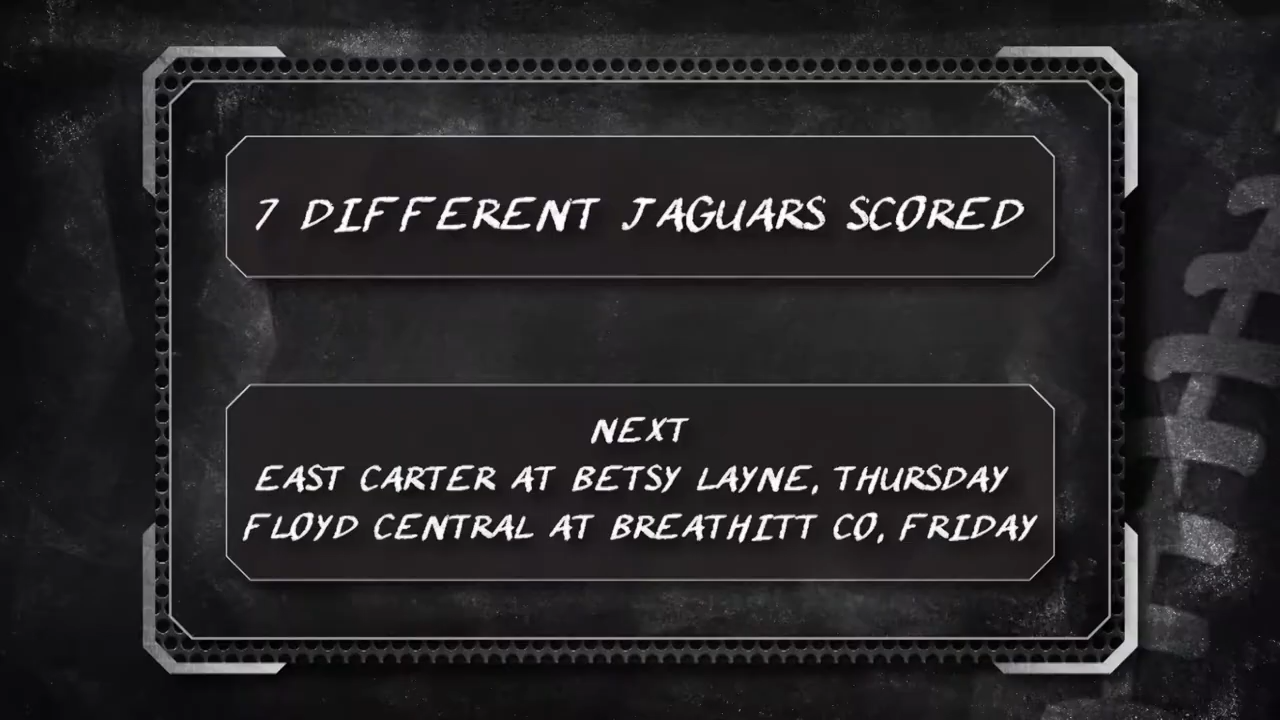 7 DIFFERENT JAGUARS SCORED
NEXT
EAST CARTER AT BETSY LAYNE, THURSDAY
FLOYD CENTRAL AT BREATHITT CO, FRIDAY